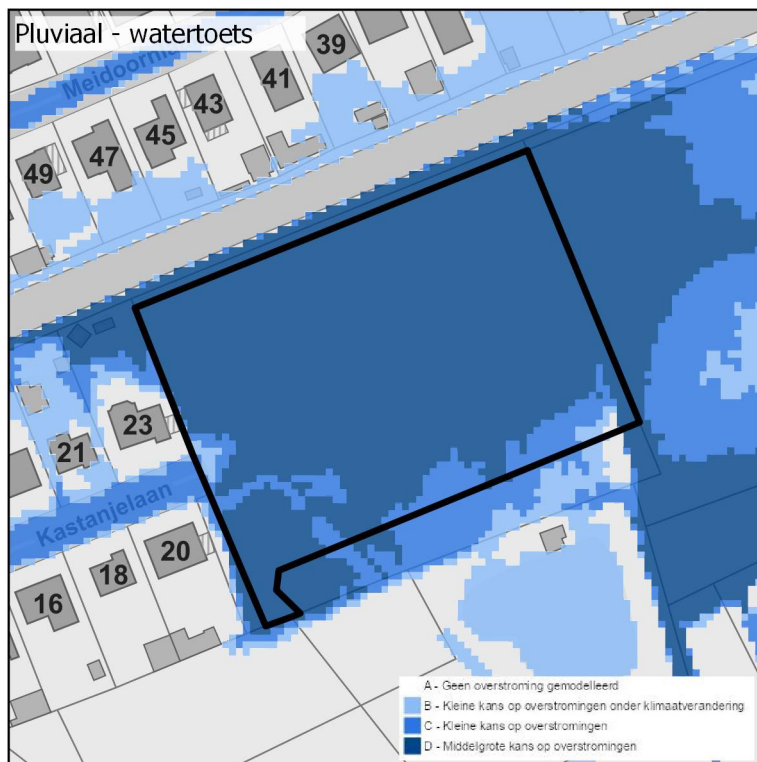 Pluviaal - watertoets
Meidoornl
39
41
43
45
47
49
23
21
Kastanjelaan
20
18
16
A - Geen overstroming gemodelleerd
B - Kleine kans op overstromingen onder klimaatverandering
C - Kleine kans op overstromingen
D - Middelgrote kans op overstromingen